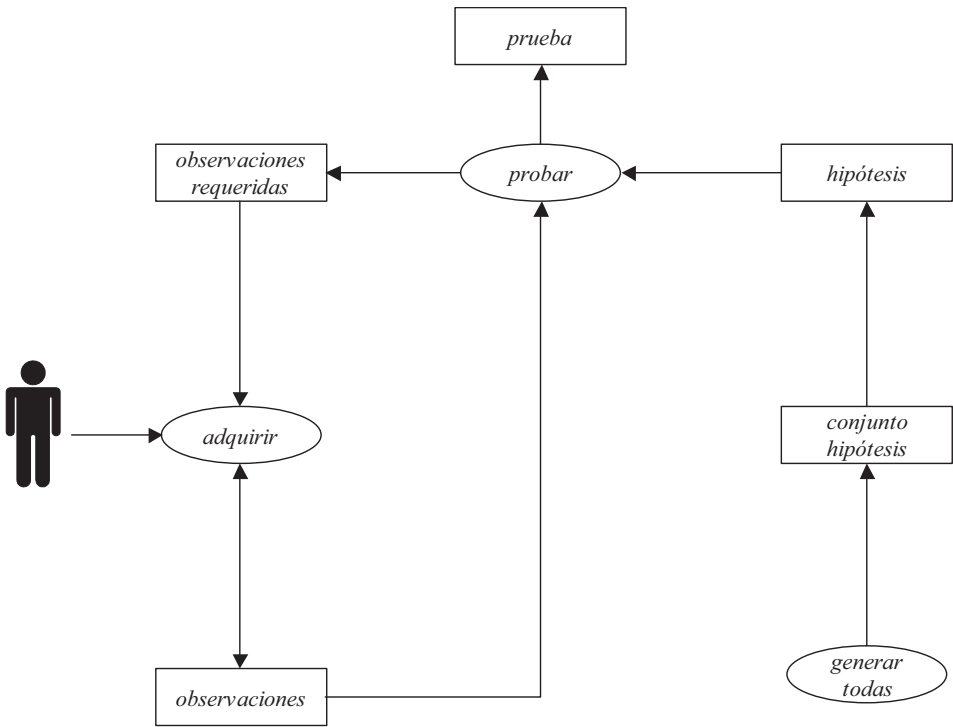 prueba
observaciones
requeridas
probar
hipótesis
adquirir
conjunto
hipótesis
observaciones
generar
todas